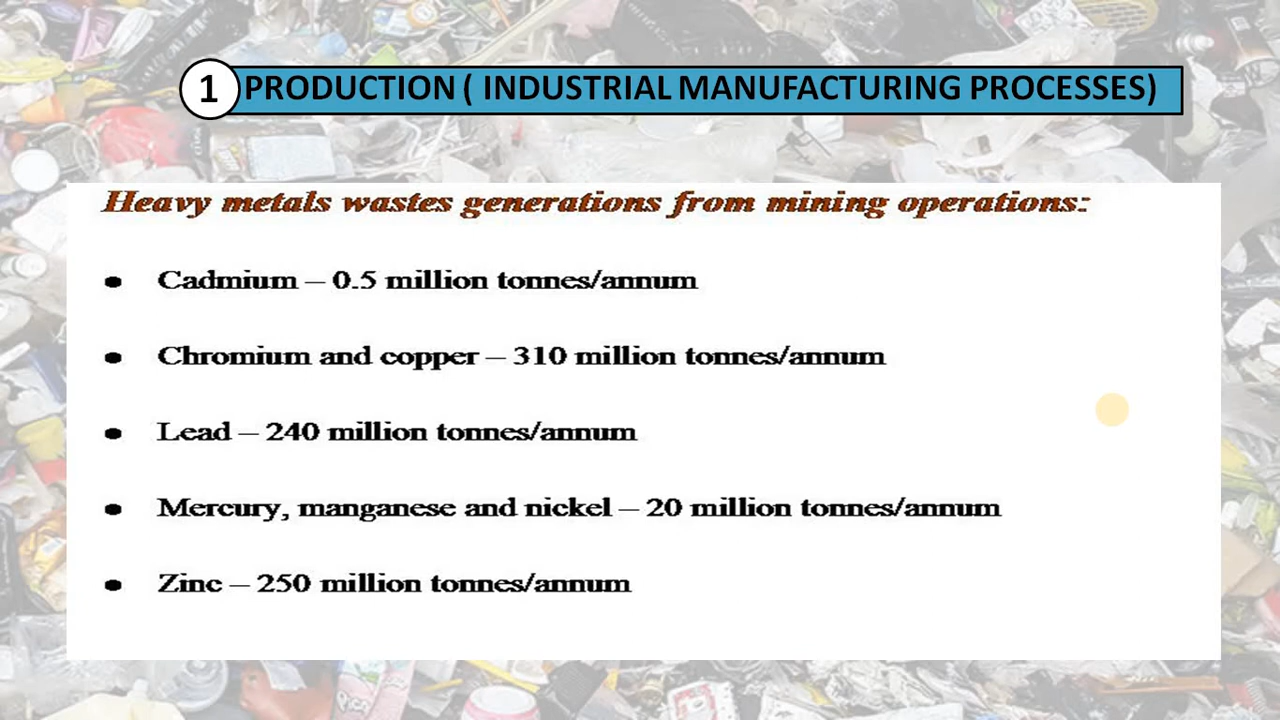 1 PRODUCTION ( INDUSTRIAL MANUFACTURING PROCESSES)
Heavy metals wastes generations from mining operations:
• Cadmium – 0.5 million tonnes/annum
• Chromium and copper – 310 million tonnes/annum
• Lead – 240 million tonnes/annum
• Mercury, manganese and nickel – 20 million tonnes/annum
• Zinc – 250 million tonnes/annum